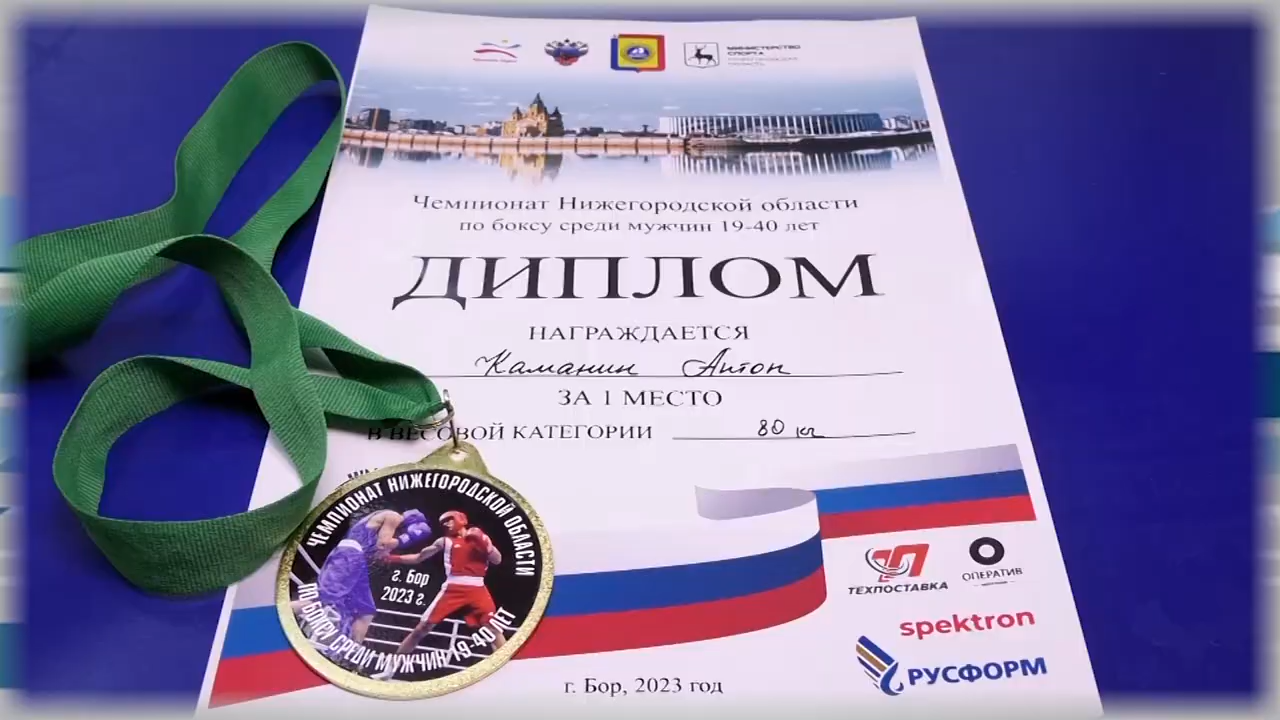 МИНИСТЕРСТВО
СПОРТА
Чемпионат Нижегородской области
по боксу среди мужчин 19-40 лет
ДИПЛОМ
НАГРАЖДАЕТСЯ
Каманин Антон
ЗА 1 МЕСТО
В ВЕСОВОЙ КАТЕГОРИИ 80 кг
ЧЕМПИОНАТ НИЖЕГОРОДСКОЙ ОБЛАСТИ
г. Бор
2023 г.
ПО БОКСУ СРЕДИ МУЖЧИН 19-40 ЛЕТ
ТЕХПОСТАВКА
ОПЕРАТИВ
spektron
РУСФОРМ
г. Бор, 2023 год